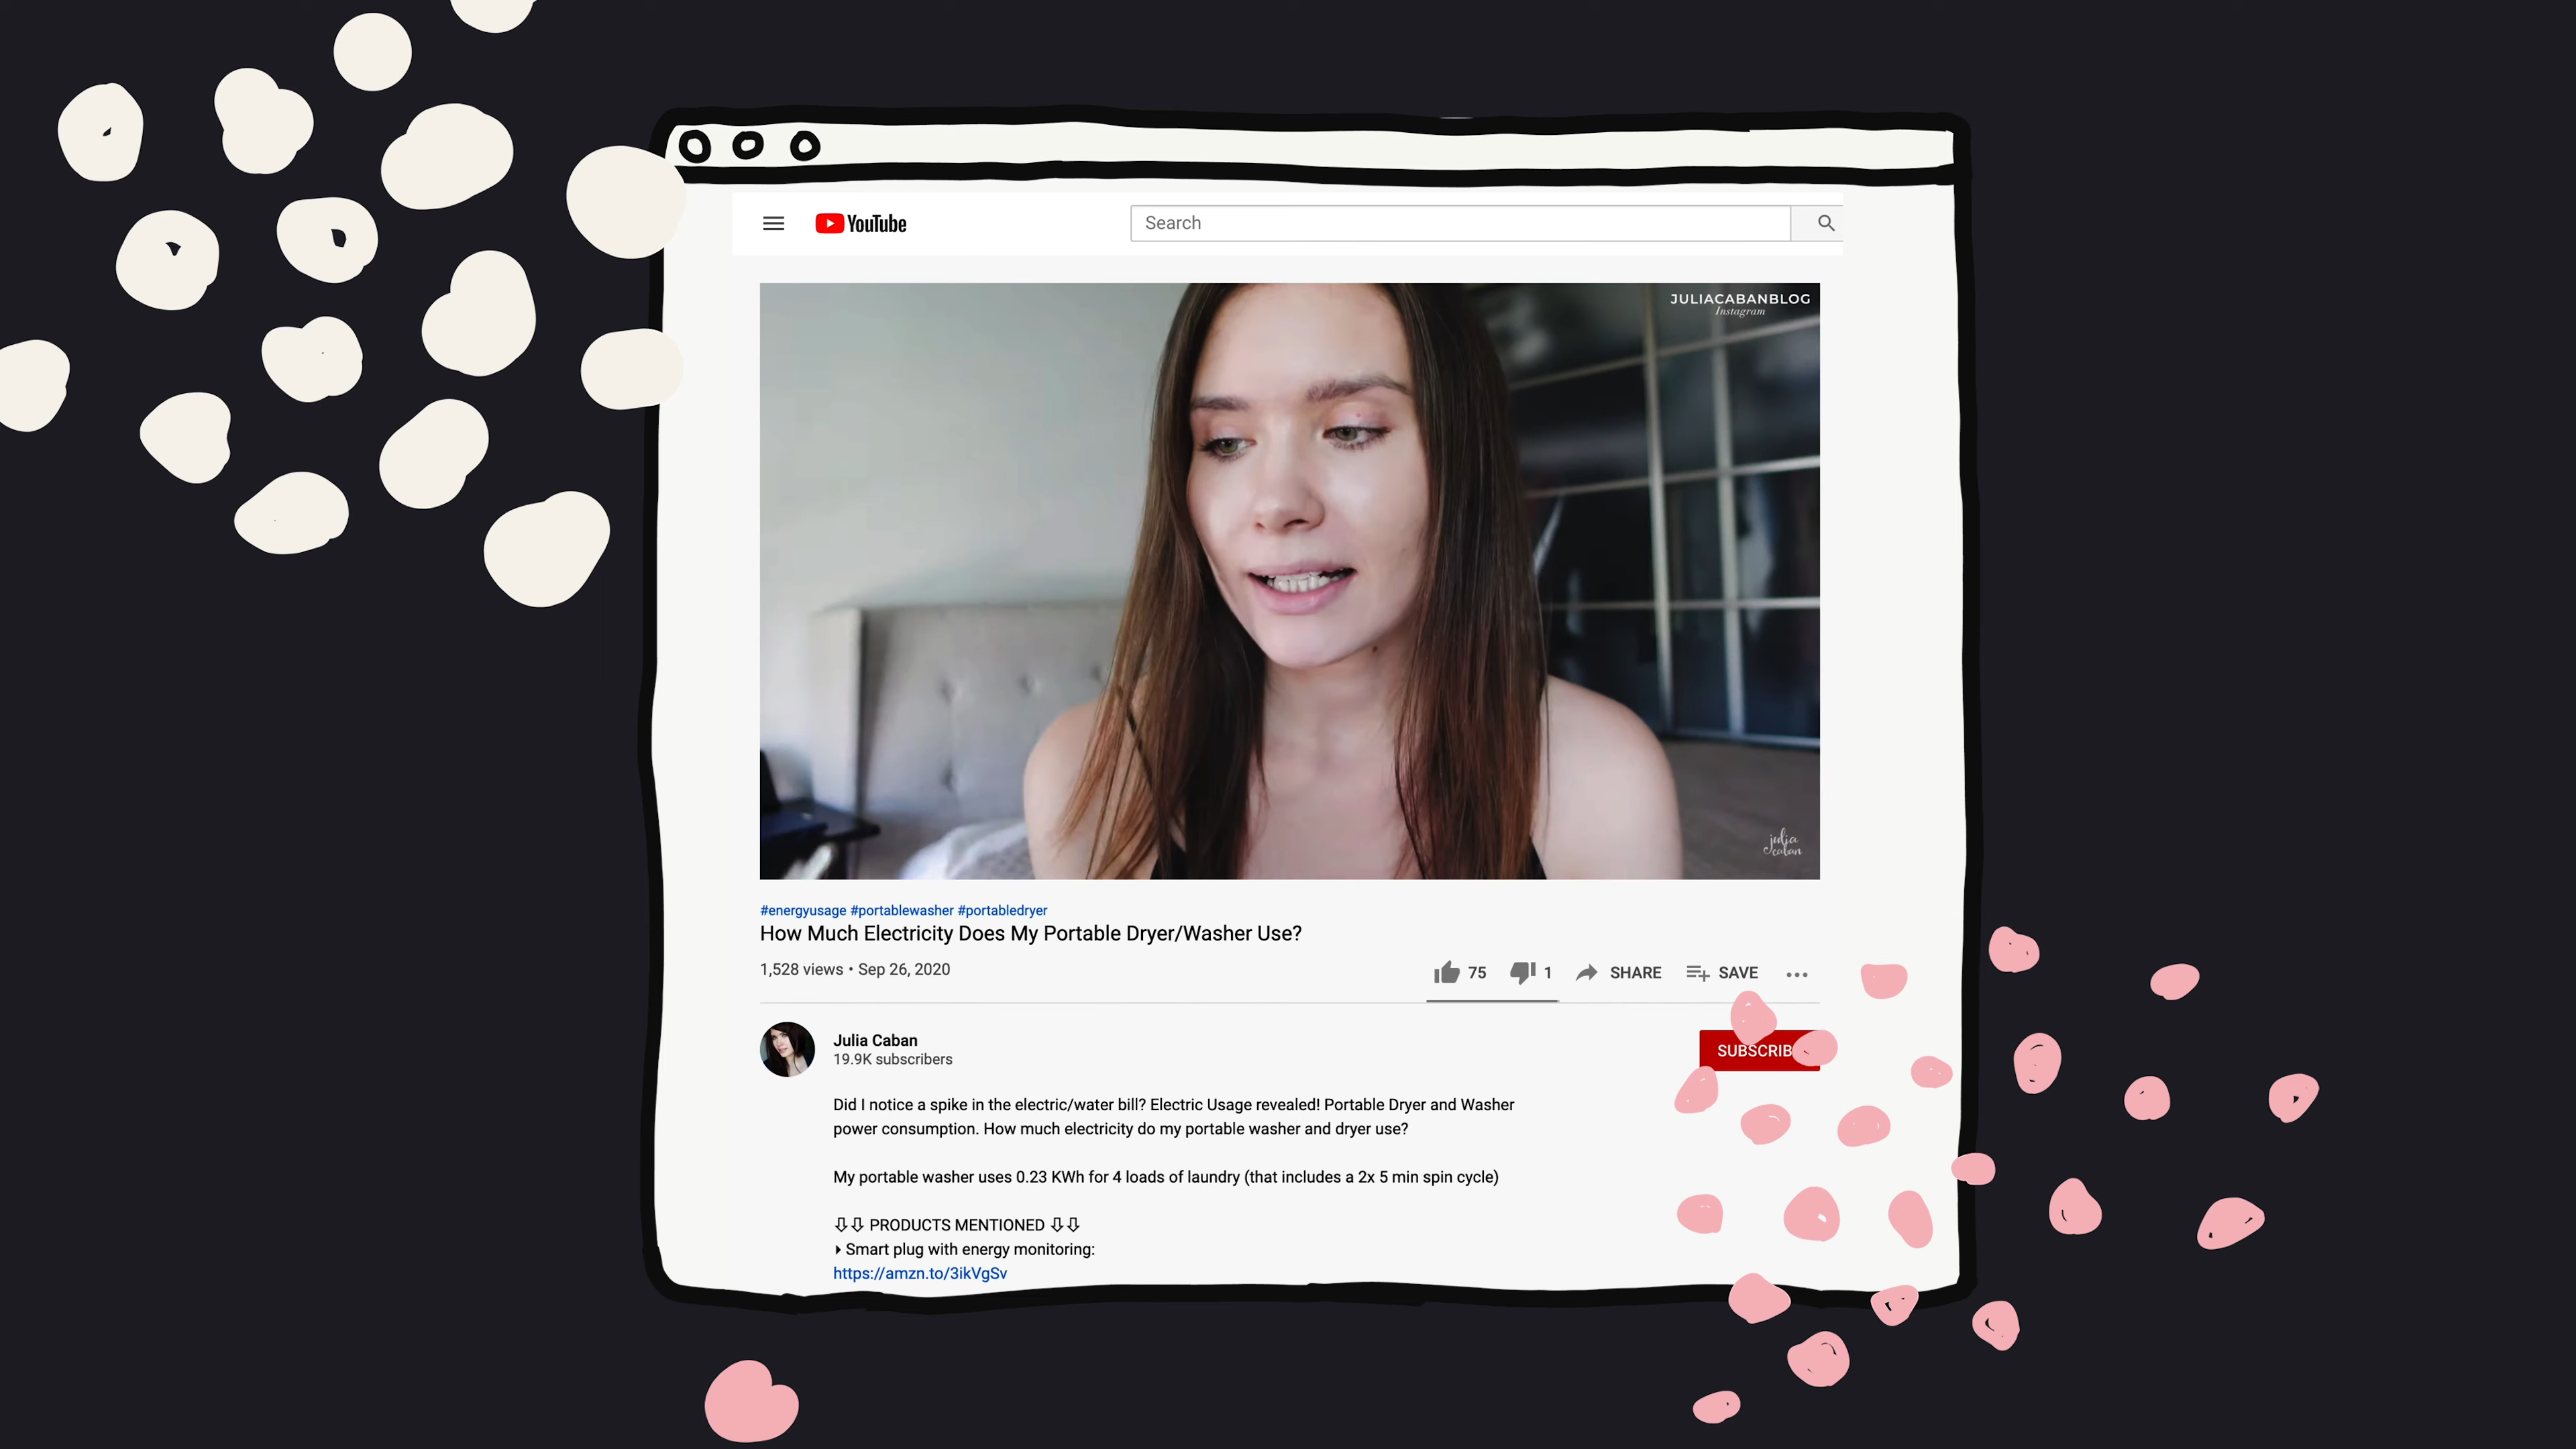 YouTube
Search
JULIACABANBLOG
Instagram
julia
caban
#energyusage #portablewasher #portabledryer
How Much Electricity Does My Portable Dryer/Washer Use?
1,528 views • Sep 26, 2020
75 1 SHARE SAVE
Julia Caban
19.9K subscribers
SUBSCRIB
Did I notice a spike in the electric/water bill? Electric Usage revealed! Portable Dryer and Washer
power consumption. How much electricity do my portable washer and dryer use?
My portable washer uses 0.23 KWh for 4 loads of laundry (that includes a 2x 5 min spin cycle)
⇩⇩ PRODUCTS MENTIONED ⇩⇩
‣ Smart plug with energy monitoring:
https://amzn.to/3ikVgSv